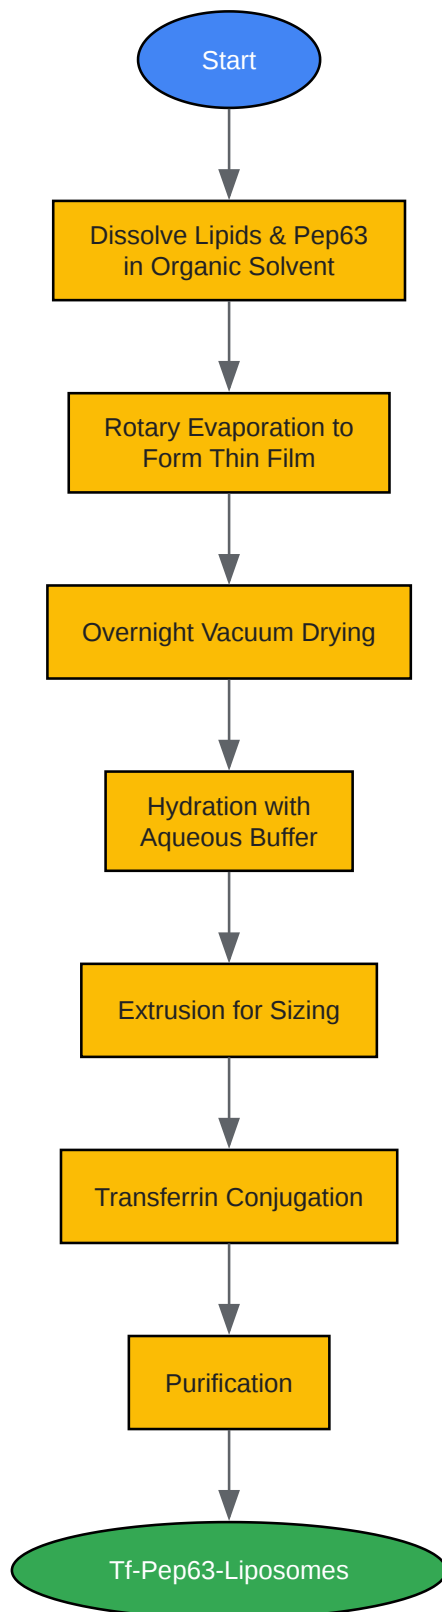 Start
Dissolve Lipids & Pep63
in Organic Solvent
Rotary Evaporation to
Form Thin Film
Overnight Vacuum Drying
Hydration with
Aqueous Buffer
Extrusion for Sizing
Transferrin Conjugation
Purification
Tf-Pep63-Liposomes